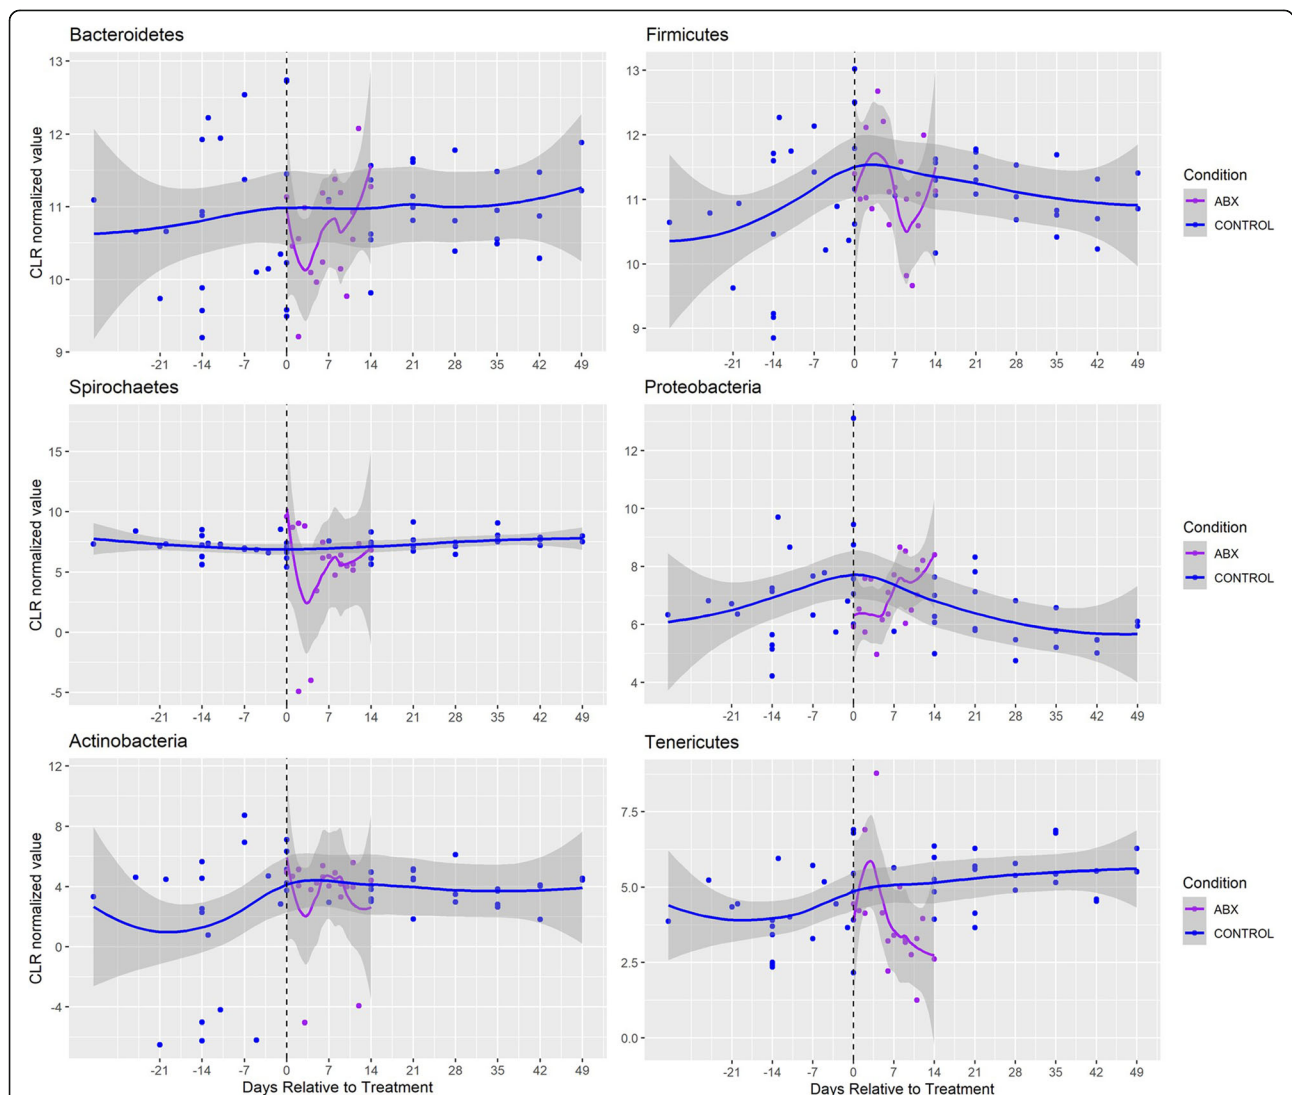 Bacteroidetes
Firmicutes
CLR normalized value
13
12
11
10
9
-21 -14 -7 0 7 14 21 28 35 42 49
13
12
11
10
9
-21 -14 -7 0 7 14 21 28 35 42 49
Condition
ABX
CONTROL
Spirochaetes
Proteobacteria
CLR normalized value
15
10
5
0
-5
-21 -14 -7 0 7 14 21 28 35 42 49
12
10
8
6
4
-21 -14 -7 0 7 14 21 28 35 42 49
Condition
ABX
CONTROL
Actinobacteria
Tenericutes
CLR normalized value
12
8
4
0
-4
-21 -14 -7 0 7 14 21 28 35 42 49
Days Relative to Treatment
7.5
5.0
2.5
0.0
-21 -14 -7 0 7 14 21 28 35 42 49
Days Relative to Treatment
Condition
ABX
CONTROL